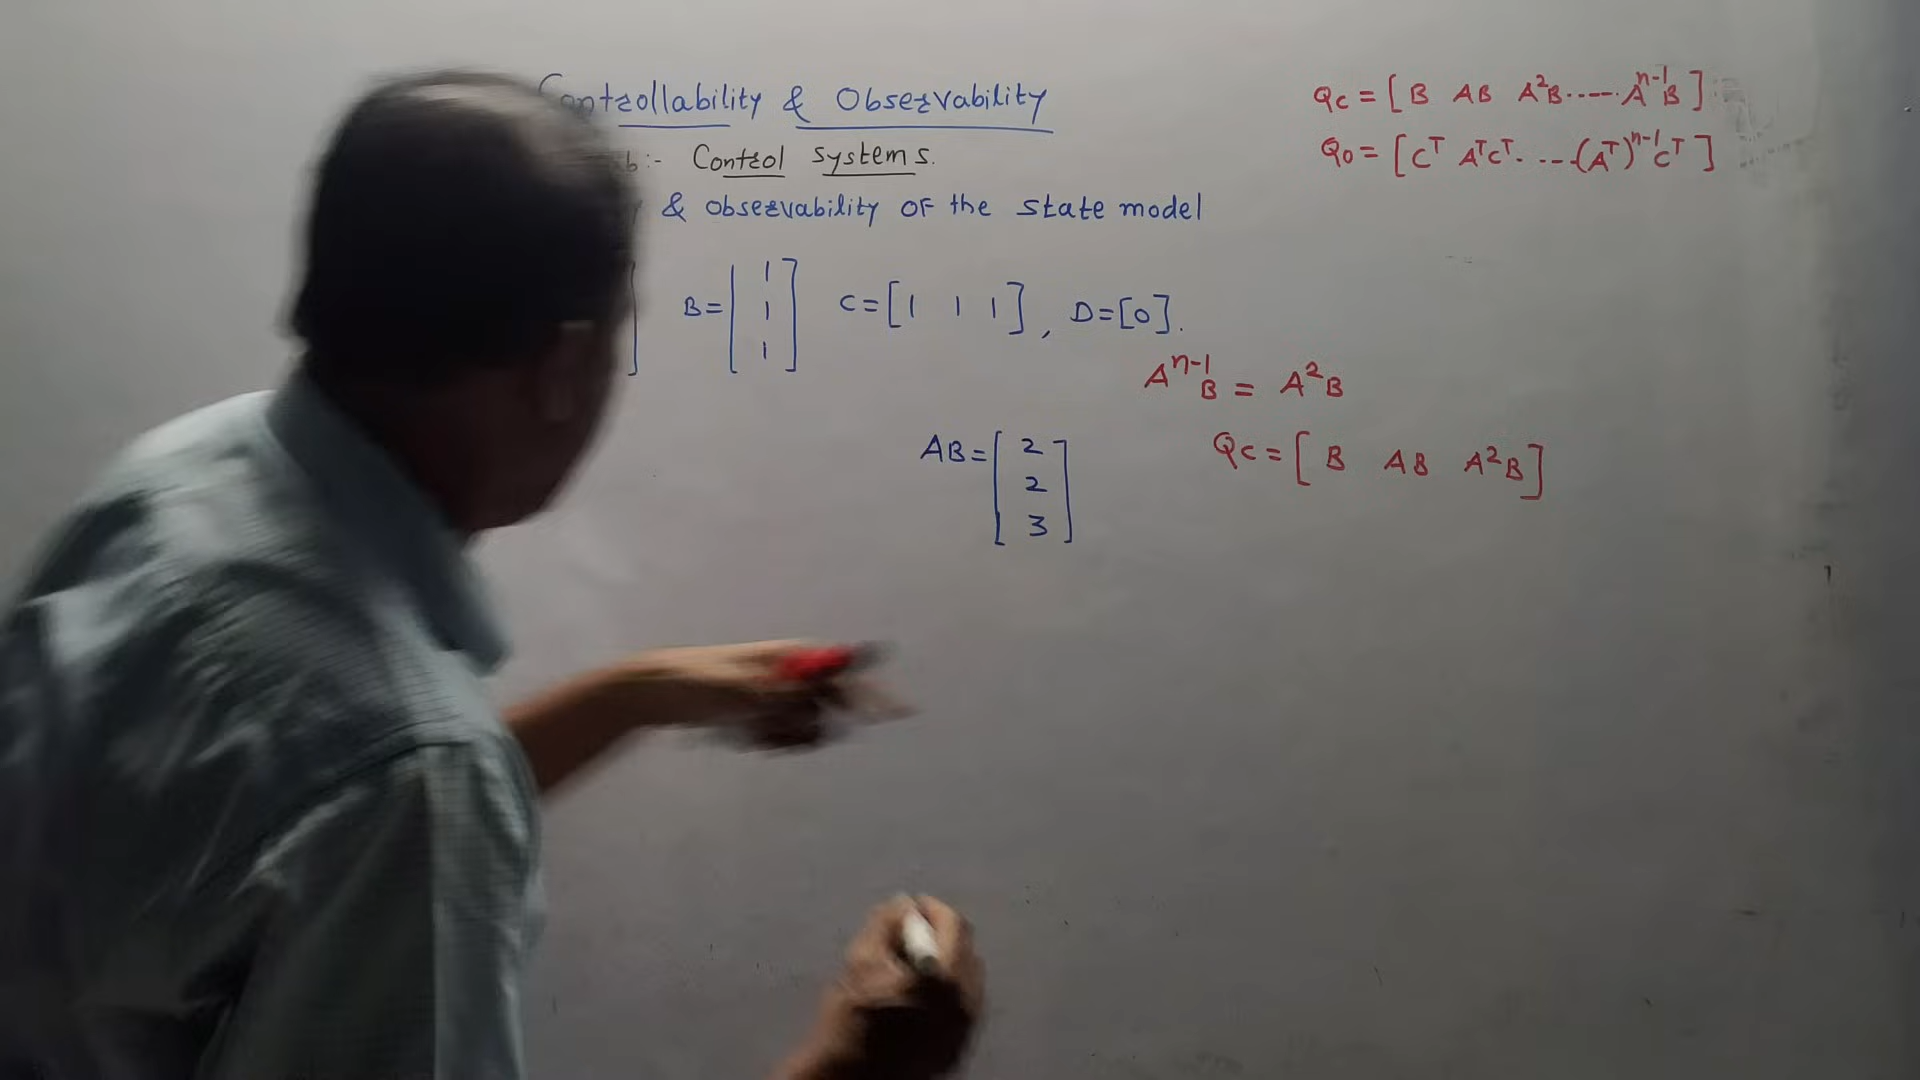 Controllability & Observability
Qc = [ B AB A²B ..... Aⁿ⁻¹B ]
:- Control systems.
Qo = [ Cᵀ AᵀCᵀ. ... (Aᵀ)ⁿ⁻¹Cᵀ ]
& observability of the state model
B = [ 1 1 1 ] C = [ 1 1 1 ] , D = [0].
Aⁿ⁻¹B = A²B
AB = [ 2 2 3 ]
Qc = [ B AB A²B ]